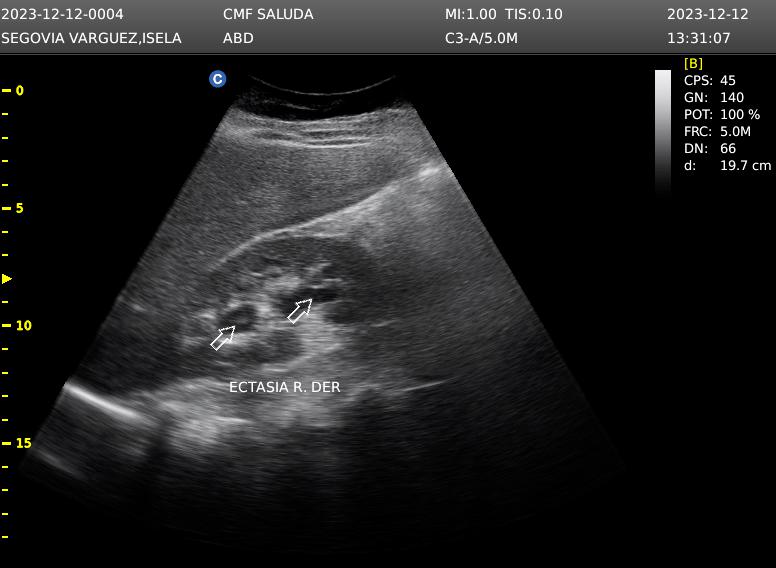 2023-12-12-0004 CMF SALUDA MI:1.00 TIS:0.10 2023-12-12
SEGOVIA VARGUEZ,ISELA ABD C3-A/5.0M 13:31:07
C
[B]
CPS: 45
GN: 140
POT: 100 %
FRC: 5.0M
DN: 66
d: 19.7 cm
0
5
10
15
ECTASIA R. DER